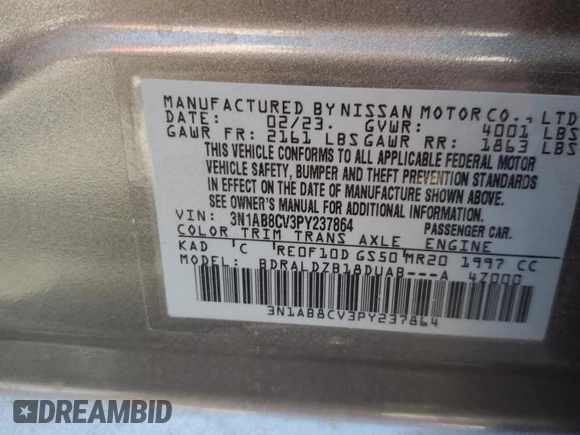 MANUFACTURED BY NISSAN MOTOR CO., LTD
DATE: 02/23. GVWR: 4001 LBS
GAWR FR: 2161 LBS GAWR RR: 1863 LBS
THIS VEHICLE CONFORMS TO ALL APPLICABLE FEDERAL MOTOR
VEHICLE SAFETY, BUMPER AND THEFT PREVENTION STANDARDS
IN EFFECT ON THE DATE OF MANUFACTURE SHOWN ABOVE.
SEE OWNER'S MANUAL FOR ADDITIONAL INFORMATION.
VIN: 3N1AB8CV3PY237864 PASSENGER CAR.
COLOR TRIM TRANS AXLE ENGINE
KAD C RE0F10D GS50 MR20 1997 CC
MODEL: BDRALDZB18DUAB---A 4Z000
3N1AB8CV3PY237864
DREAMBID